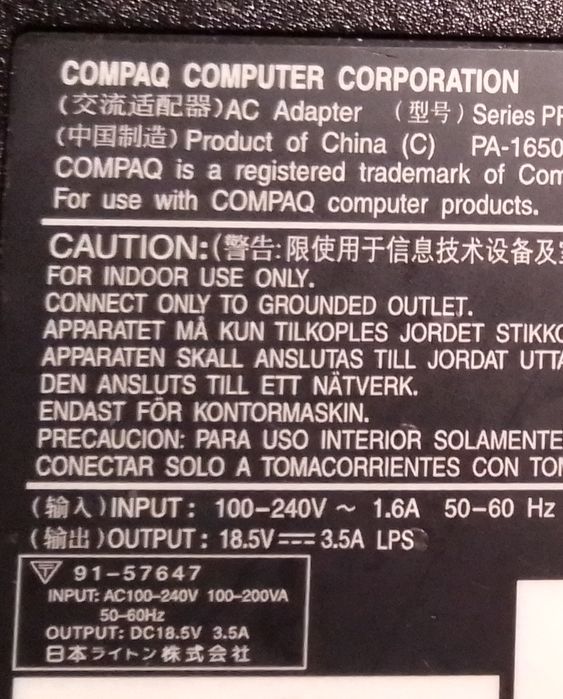 COMPAQ COMPUTER CORPORATION
(交流适配器)AC Adapter (型号)Series PP
(中国制造)Product of China (C) PA-1650
COMPAQ is a registered trademark of Com
For use with COMPAQ computer products.
CAUTION:(警告:限使用于信息技术设备及室
FOR INDOOR USE ONLY.
CONNECT ONLY TO GROUNDED OUTLET.
APPARATET MÅ KUN TILKOPLES JORDET STIKKO
APPARATEN SKALL ANSLUTAS TILL JORDAT UTTA
DEN ANSLUTS TILL ETT NÄTVERK.
ENDAST FÖR KONTORMASKIN.
PRECAUCION: PARA USO INTERIOR SOLAMENTE
CONECTAR SOLO A TOMACORRIENTES CON TOM
(输入)INPUT: 100-240V ~ 1.6A 50-60 Hz
(输出)OUTPUT: 18.5V⎓ 3.5A LPS
〒 91-57647
INPUT: AC100-240V 100-200VA
50-60Hz
OUTPUT: DC18.5V 3.5A
日本ライトン株式会社